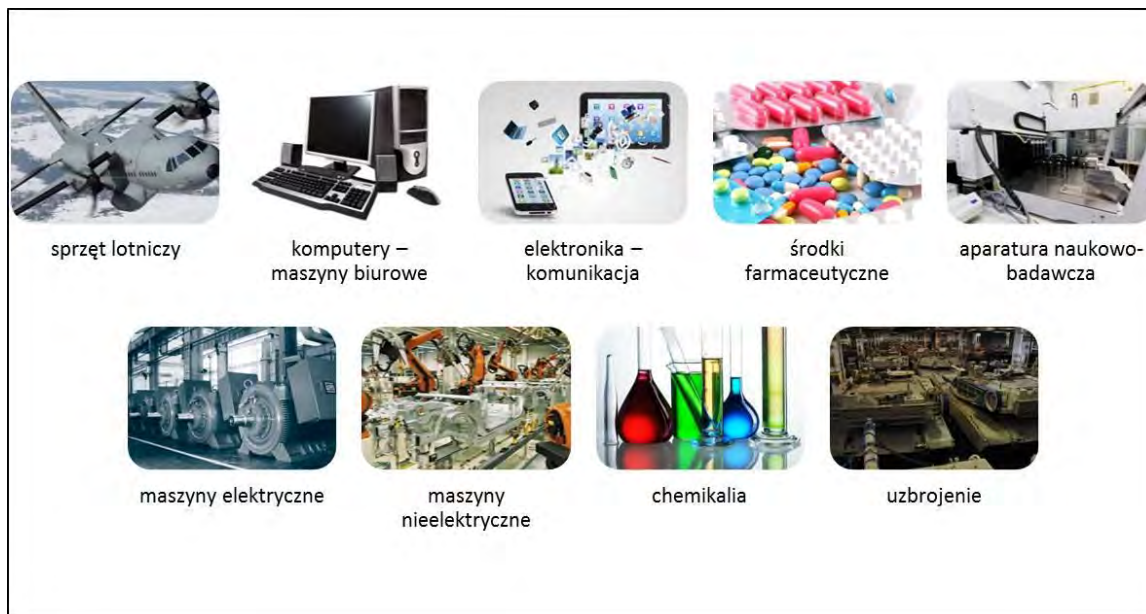 sprzęt lotniczy
komputery –
maszyny biurowe
elektronika –
komunikacja
środki
farmaceutyczne
aparatura naukowo-
badawcza
maszyny elektryczne
maszyny
nieelektryczne
chemikalia
uzbrojenie